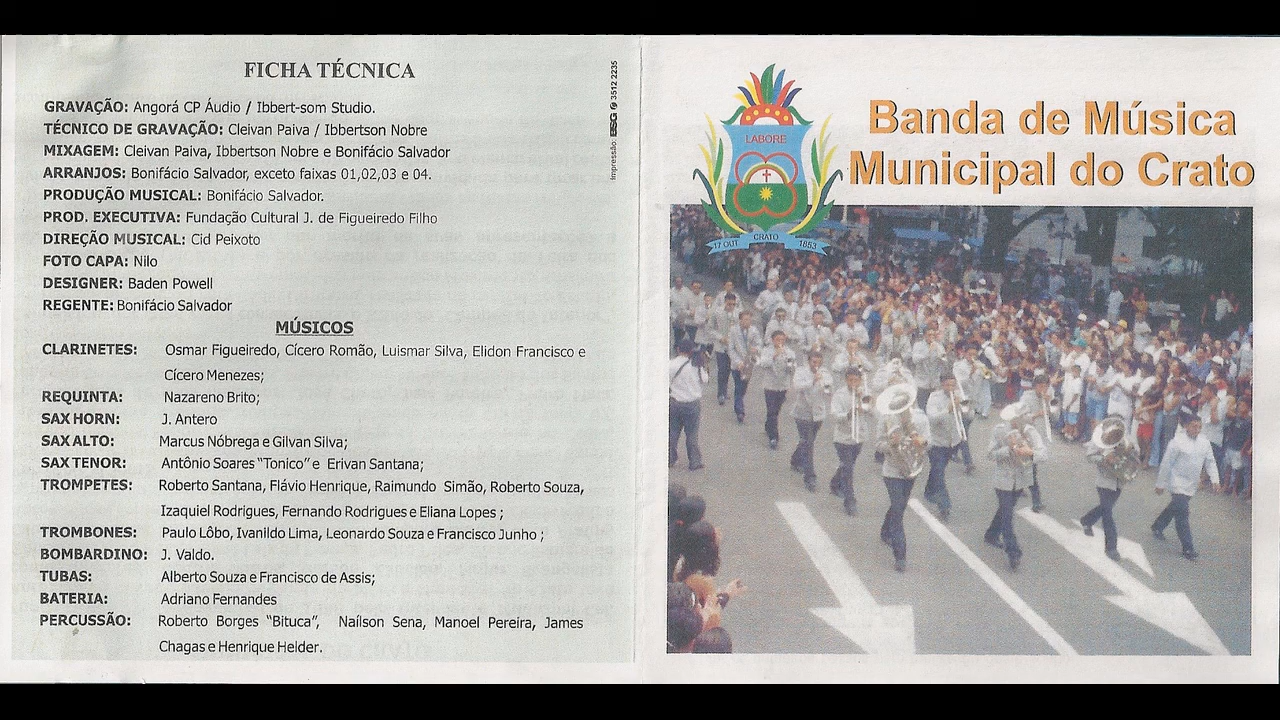 FICHA TÉCNICA
GRAVAÇÃO: Angorá CP Áudio / Ibbert-som Studio.
TÉCNICO DE GRAVAÇÃO: Cleivan Paiva / Ibbertson Nobre
MIXAGEM: Cleivan Paiva, Ibbertson Nobre e Bonifácio Salvador
ARRANJOS: Bonifácio Salvador, exceto faixas 01,02,03 e 04.
PRODUÇÃO MUSICAL: Bonifácio Salvador.
PROD. EXECUTIVA: Fundação Cultural J. de Figueiredo Filho
DIREÇÃO MUSICAL: Cid Peixoto
FOTO CAPA: Nilo
DESIGNER: Baden Powell
REGENTE: Bonifácio Salvador
MÚSICOS
CLARINETES: Osmar Figueiredo, Cícero Romão, Luismar Silva, Elidon Francisco e
Cícero Menezes;
REQUINTA: Nazareno Brito;
SAX HORN: J. Antero
SAX ALTO: Marcus Nóbrega e Gilvan Silva;
SAX TENOR: Antônio Soares "Tonico" e Erivan Santana;
TROMPETES: Roberto Santana, Flávio Henrique, Raimundo Simão, Roberto Souza,
Izaquiel Rodrigues, Fernando Rodrigues e Eliana Lopes ;
TROMBONES: Paulo Lôbo, Ivanildo Lima, Leonardo Souza e Francisco Junho ;
BOMBARDINO: J. Valdo.
TUBAS: Alberto Souza e Francisco de Assis;
BATERIA: Adriano Fernandes
PERCUSSÃO: Roberto Borges "Bituca", Naílson Sena, Manoel Pereira, James
Chagas e Henrique Helder.
Impressão: BSG 3512 2235
Banda de Música
Municipal do Crato
LABORE
17 OUT CRATO 1853